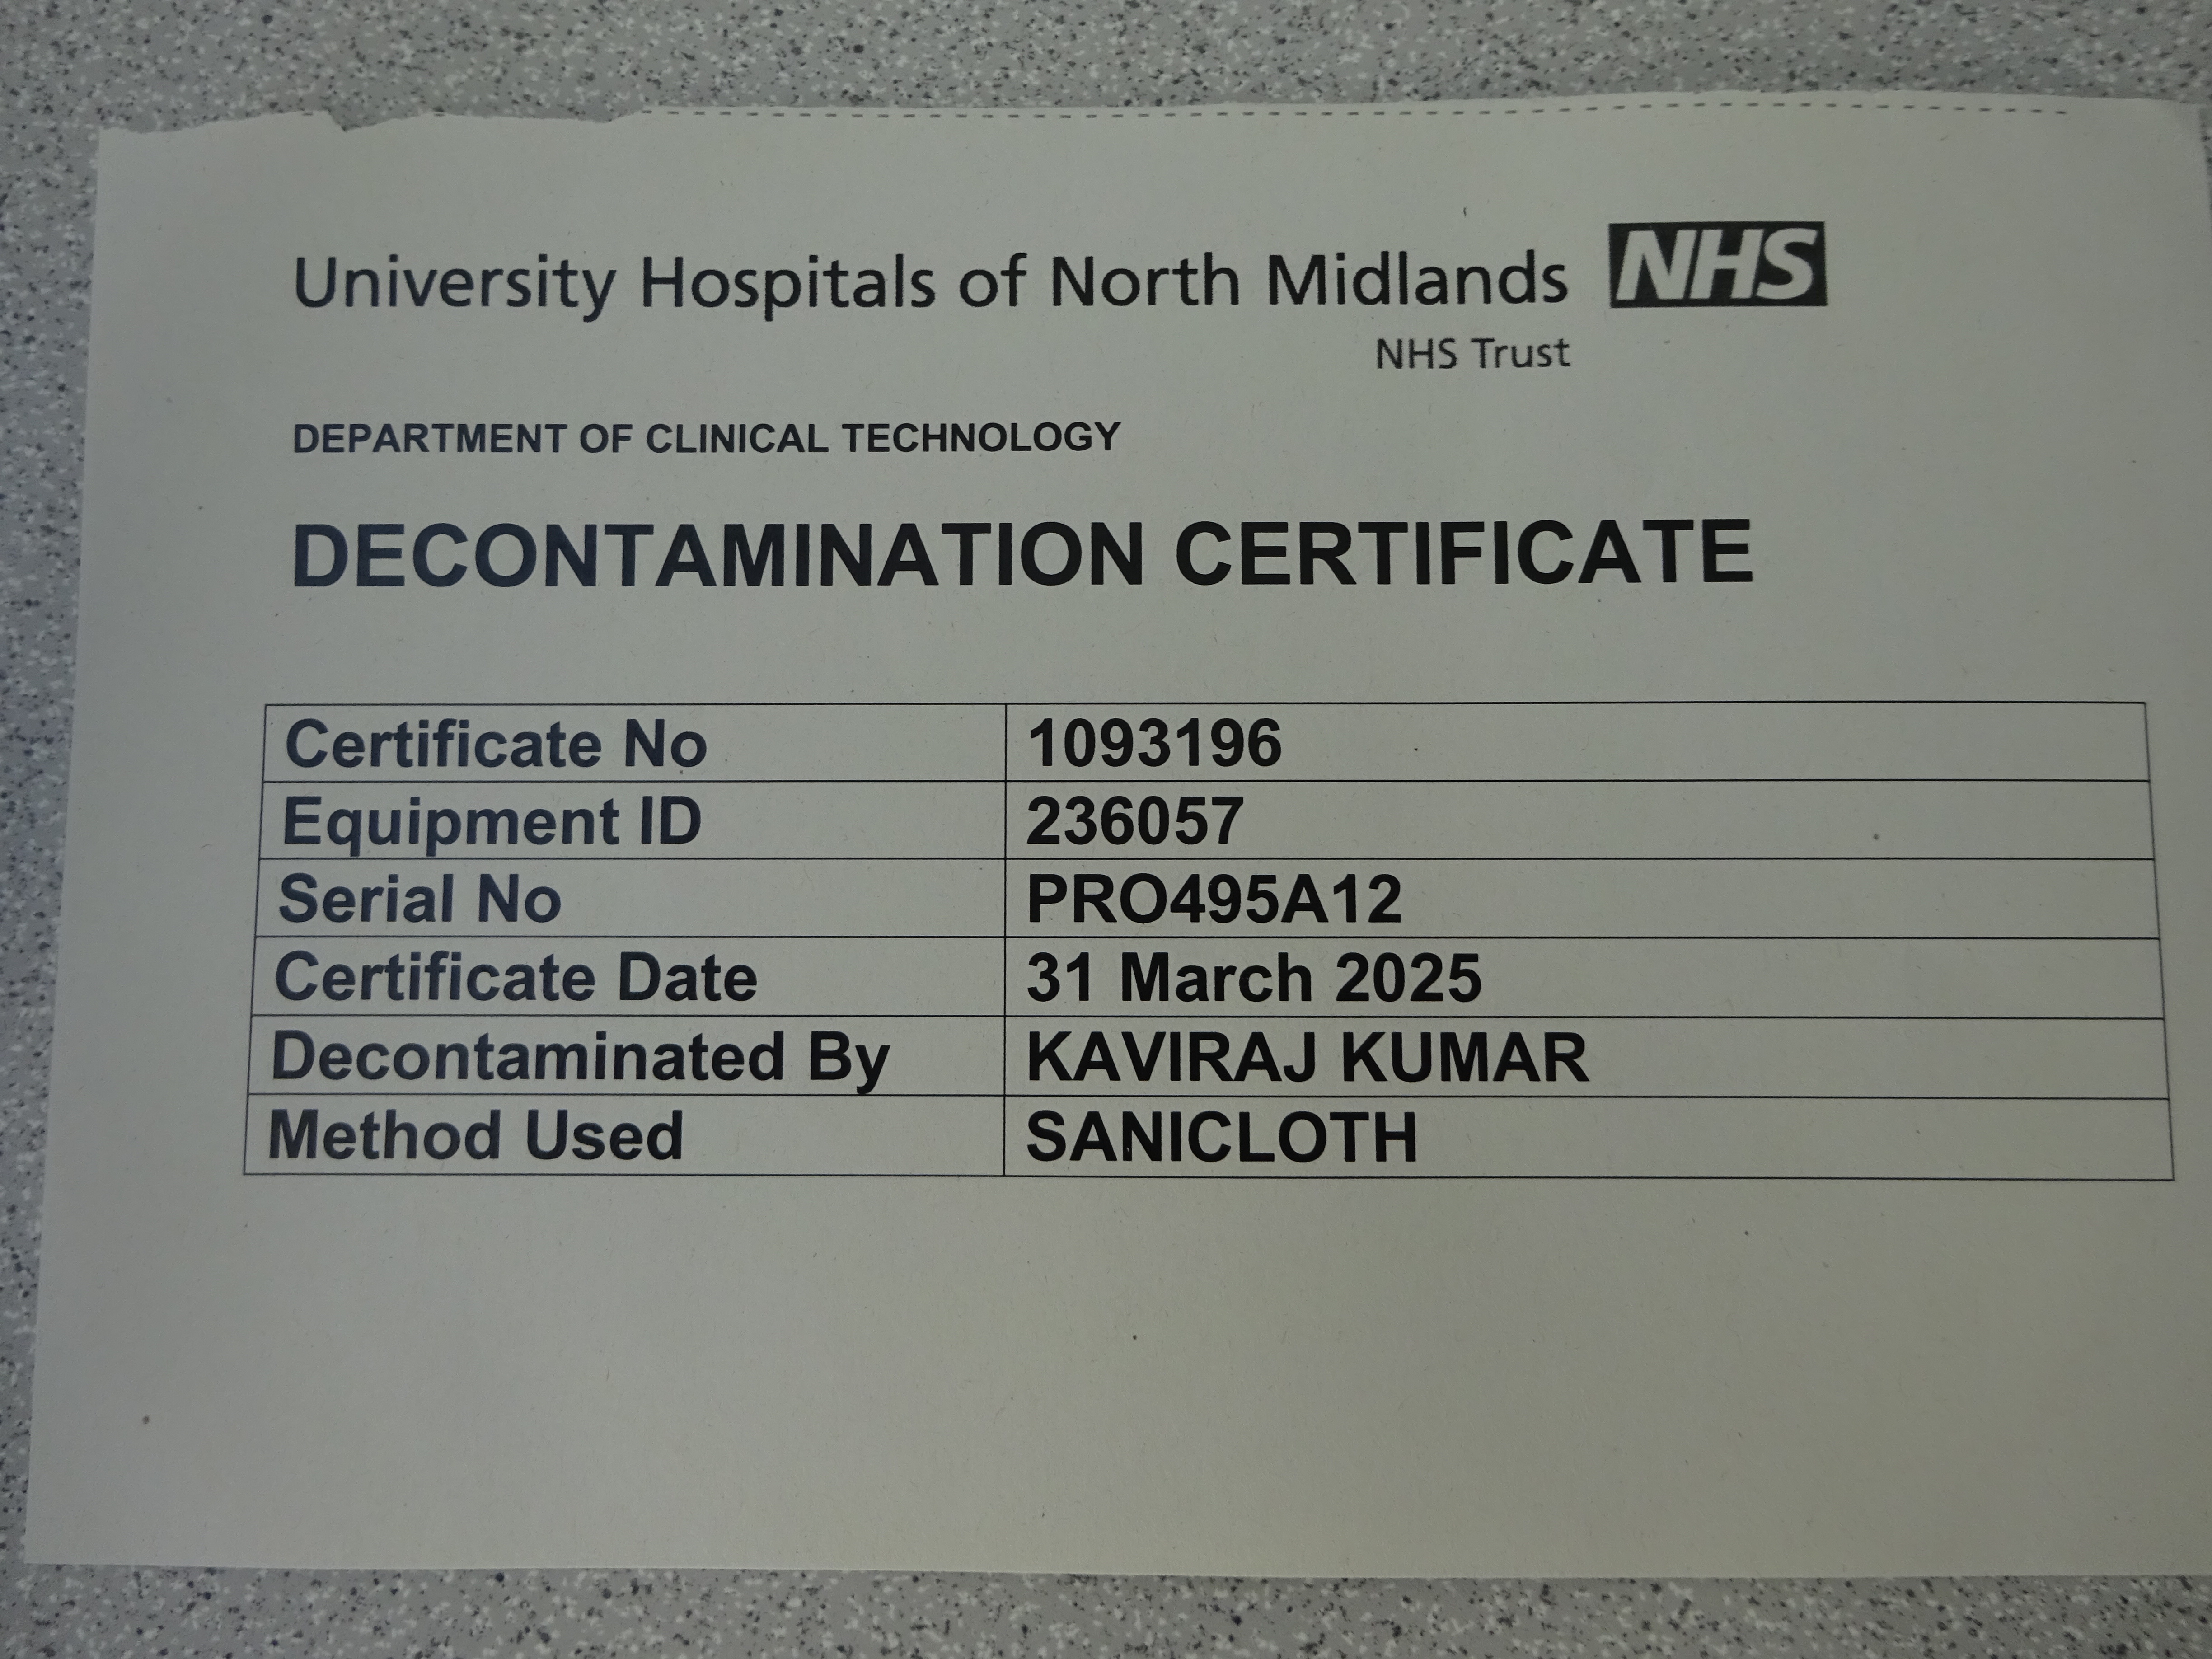 University Hospitals of North Midlands NHS
NHS Trust
DEPARTMENT OF CLINICAL TECHNOLOGY
DECONTAMINATION CERTIFICATE
Certificate No 1093196
Equipment ID 236057
Serial No PRO495A12
Certificate Date 31 March 2025
Decontaminated By KAVIRAJ KUMAR
Method Used SANICLOTH